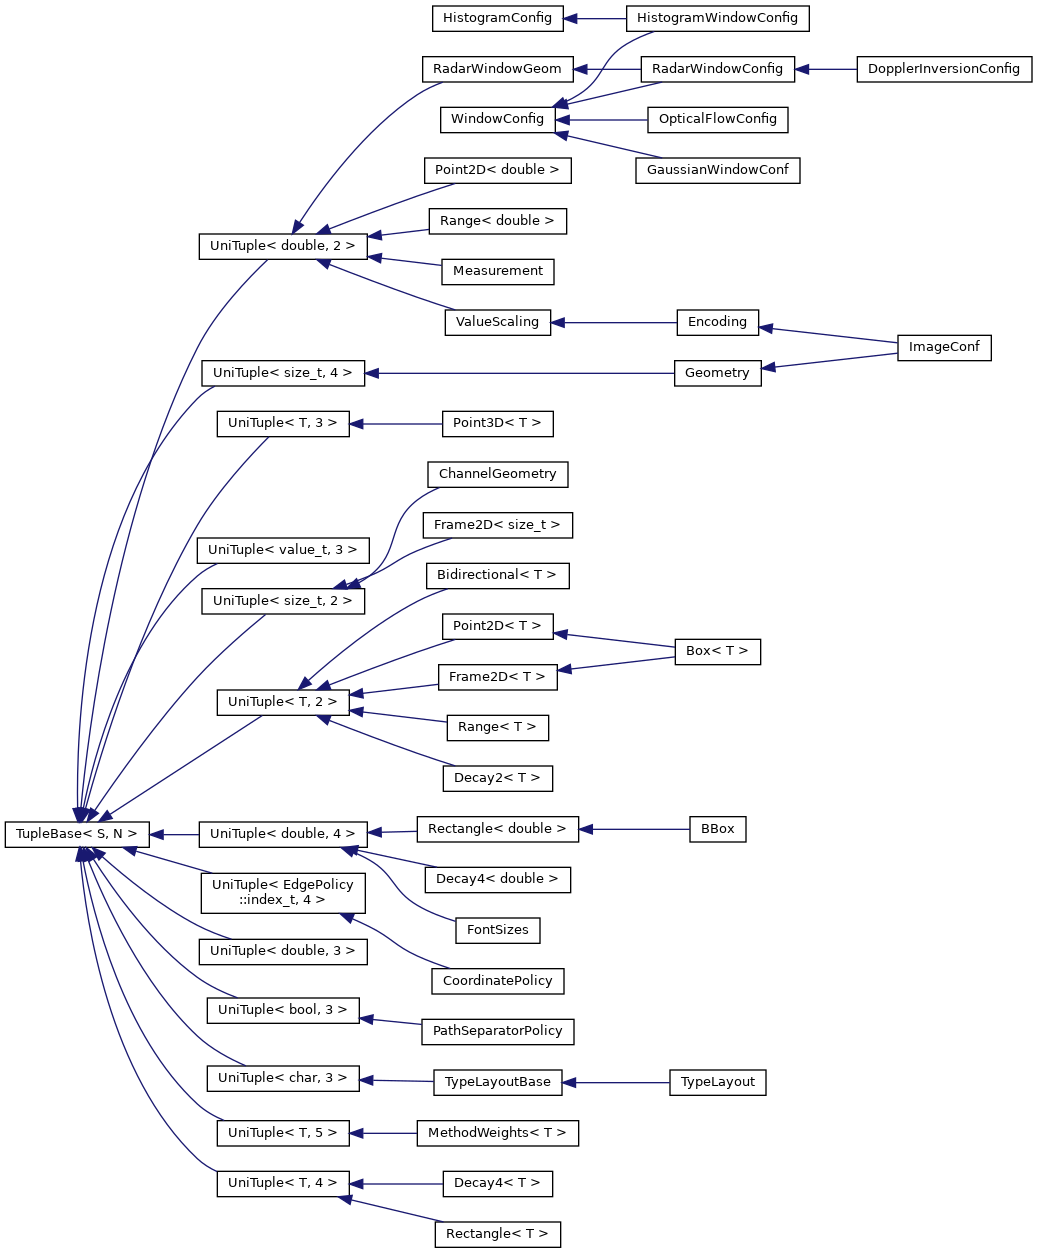 HistogramConfig
HistogramWindowConfig
RadarWindowGeom
RadarWindowConfig
DopplerInversionConfig
WindowConfig
OpticalFlowConfig
GaussianWindowConf
Point2D< double >
Range< double >
UniTuple< double, 2 >
Measurement
ValueScaling
Encoding
ImageConf
UniTuple< size_t, 4 >
Geometry
UniTuple< T, 3 >
Point3D< T >
ChannelGeometry
Frame2D< size_t >
UniTuple< value_t, 3 >
Bidirectional< T >
UniTuple< size_t, 2 >
Point2D< T >
Box< T >
Frame2D< T >
UniTuple< T, 2 >
Range< T >
Decay2< T >
TupleBase< S, N >
UniTuple< double, 4 >
Rectangle< double >
BBox
Decay4< double >
UniTuple< EdgePolicy
::index_t, 4 >
FontSizes
UniTuple< double, 3 >
CoordinatePolicy
UniTuple< bool, 3 >
PathSeparatorPolicy
UniTuple< char, 3 >
TypeLayoutBase
TypeLayout
UniTuple< T, 5 >
MethodWeights< T >
UniTuple< T, 4 >
Decay4< T >
Rectangle< T >